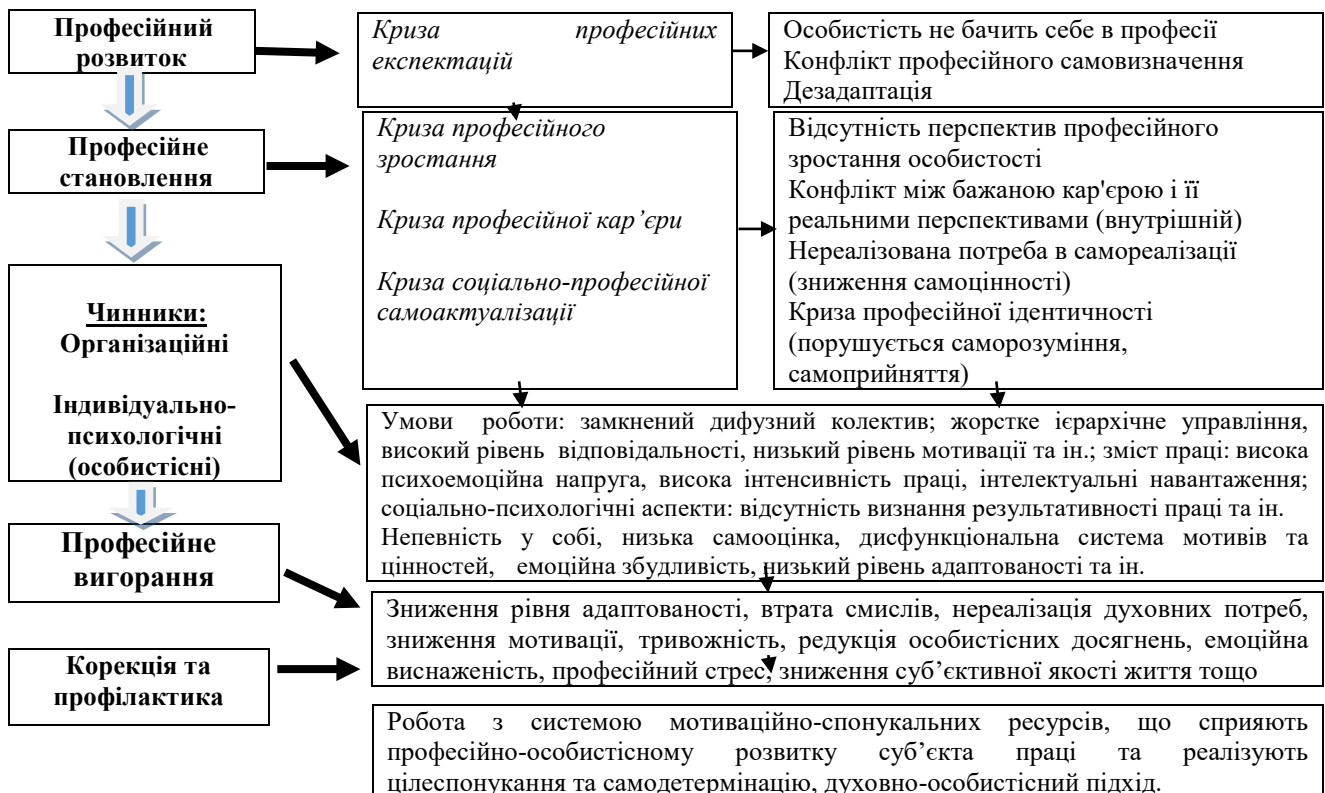 Професійний
розвиток
Криза професійних
експектацій
Особистість не бачить себе в професії
Конфлікт професійного самовизначення
Дезадаптація
Професійне
становлення
Криза професійного
зростання
Криза професійної кар’єри
Криза соціально-професійної
самоактуалізації
Відсутність перспектив професійного
зростання особистості
Конфлікт між бажаною кар'єрою і її
реальними перспективами (внутрішній)
Нереалізована потреба в самореалізації
(зниження самоцінності)
Криза професійної ідентичності
(порушується саморозуміння,
самоприйняття)
Чинники:
Організаційні
Індивідуально-
психологічні
(особистісні)
Умови роботи: замкнений дифузний колектив; жорстке ієрархічне управління,
високий рівень відповідальності, низький рівень мотивації та ін.; зміст праці: висока
психоемоційна напруга, висока інтенсивність праці, інтелектуальні навантаження;
соціально-психологічні аспекти: відсутність визнання результативності праці та ін.
Непевність у собі, низька самооцінка, дисфункціональна система мотивів та
цінностей, емоційна збудливість, низький рівень адаптованості та ін.
Професійне
вигорання
Зниження рівня адаптованості, втрата смислів, нереалізація духовних потреб,
зниження мотивації, тривожність, редукція особистісних досягнень, емоційна
виснаженість, професійний стрес, зниження суб’єктивної якості життя тощо
Корекція та
профілактика
Робота з системою мотиваційно-спонукальних ресурсів, що сприяють
професійно-особистісному розвитку суб’єкта праці та реалізують
цілеспонукання та самодетермінацію, духовно-особистісний підхід.